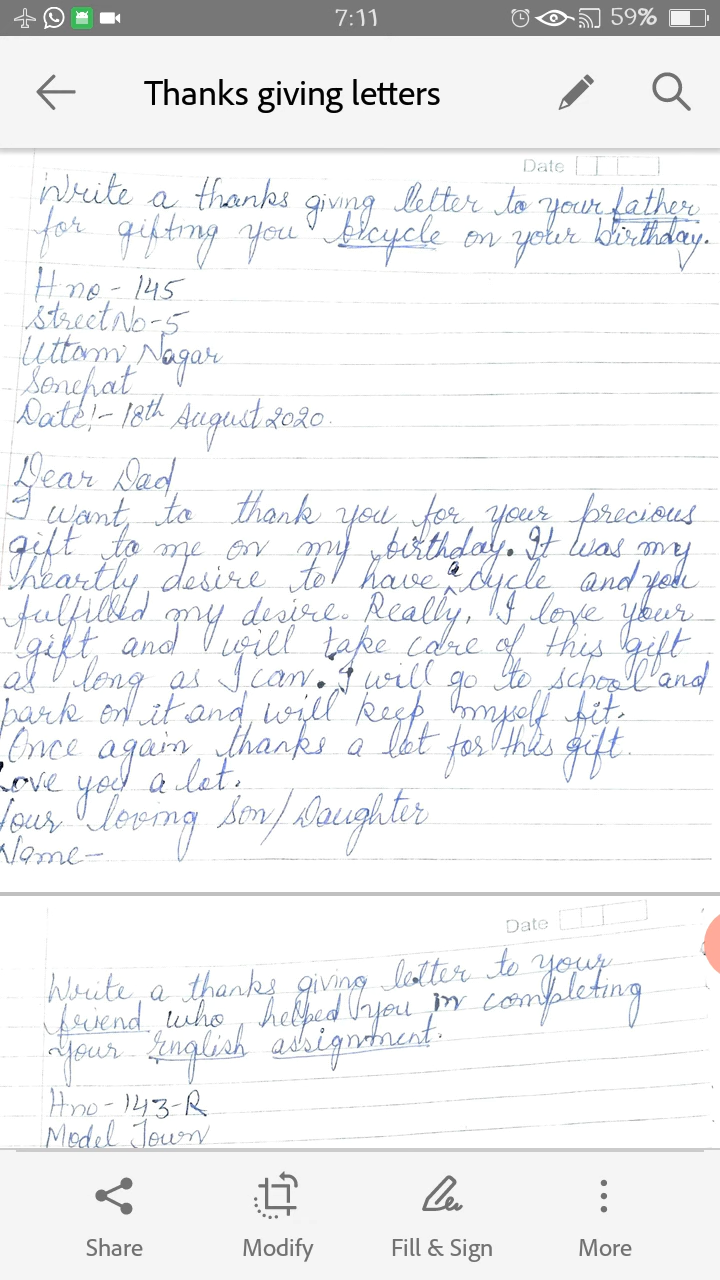 7:11
59%
Thanks giving letters
Date
Write a thanks giving letter to your father
for gifting you bicycle on your birthday.
H no - 145
Street No-5
Uttam Nagar
Sonepat
Date:- 18th August 2020.
Dear Dad
I want to thank you for your precious
gift to me on my birthday. It was my
heartly desire to have a cycle and you
fulfilled my desire. Really, I love your
gift and will take care of this gift
as long as I can. I will go to school and
park on it and will keep myself fit.
Once again thanks a lot for this gift.
Love you a lot.
Your loving Son/Daughter
Name-
Date
Write a thanks giving letter to your
friend who helped you in completing
your English assignment.
Hno-143-R
Model Town
Share
Modify
Fill & Sign
More